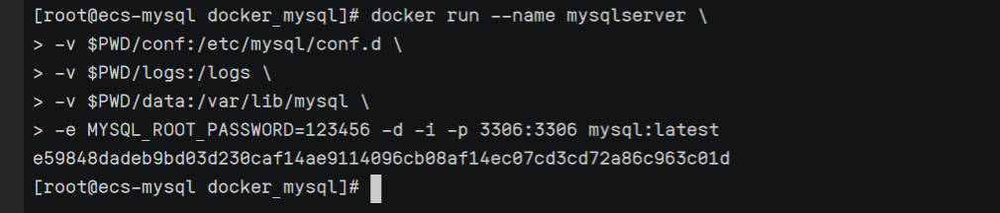 [root@ecs-mysql docker_mysql]# docker run --name mysqlserver \
> -v $PWD/conf:/etc/mysql/conf.d \
> -v $PWD/logs:/logs \
> -v $PWD/data:/var/lib/mysql \
> -e MYSQL_ROOT_PASSWORD=123456 -d -i -p 3306:3306 mysql:latest
e59848dadeb9bd03d230caf14ae9114096cb08af14ec07cd3cd72a86c963c01d
[root@ecs-mysql docker_mysql]#